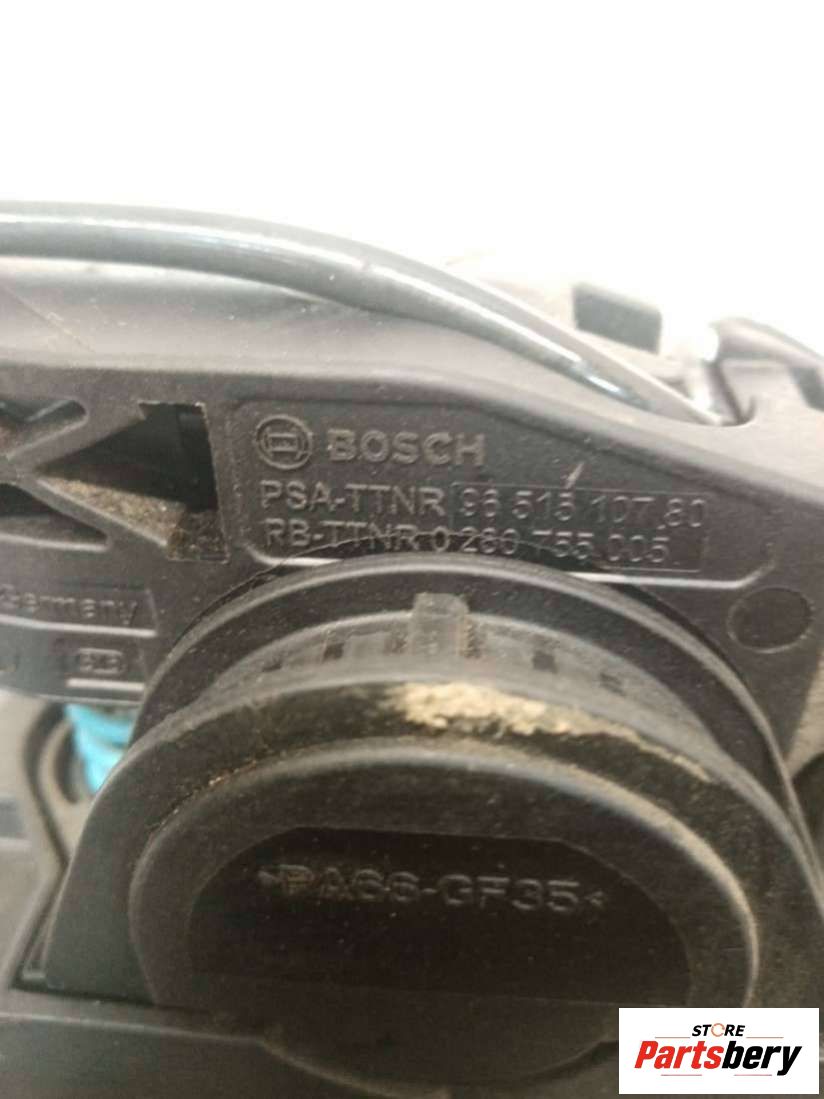 BOSCH
PSA-TTNR 96 515 107 80
RB-TTNR 0 280 755 005
Germany
>PA66-GF35<
STORE
Partsbery